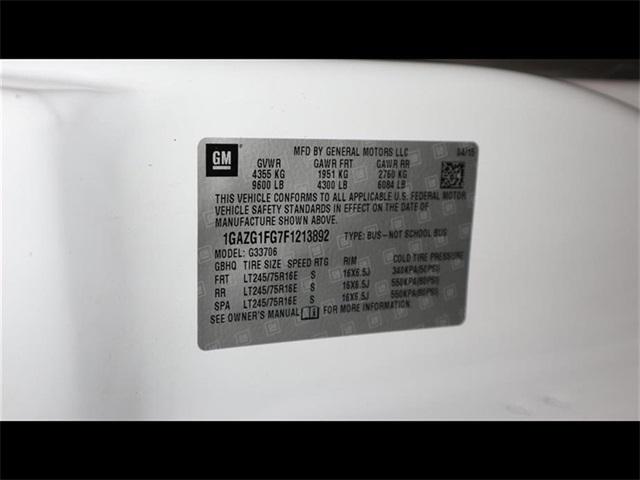 GM
MFD BY GENERAL MOTORS LLC 04/15
GVWR GAWR FRT GAWR RR
4355 KG 1951 KG 2760 KG
9600 LB 4300 LB 6084 LB
THIS VEHICLE CONFORMS TO ALL APPLICABLE U.S. FEDERAL MOTOR
VEHICLE SAFETY STANDARDS IN EFFECT ON THE DATE OF
MANUFACTURE SHOWN ABOVE.
1GAZG1FG7F1213892 TYPE: BUS–NOT SCHOOL BUS
MODEL: G33706
GBHQ TIRE SIZE SPEED RTG RIM COLD TIRE PRESSURE
FRT LT245/75R16E S 16X6.5J 340KPA(50PSI)
RR LT245/75R16E S 16X6.5J 550KPA(80PSI)
SPA LT245/75R16E S 16X6.5J 550KPA(80PSI)
SEE OWNER'S MANUAL FOR MORE INFORMATION.